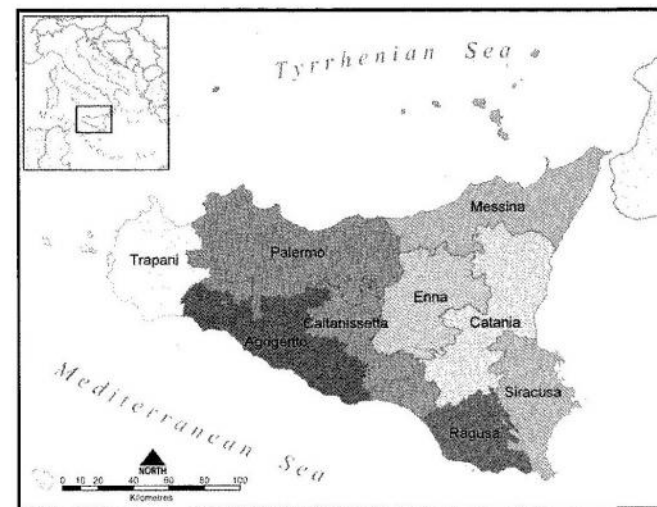 Tyrrhenian Sea
Messina
Trapani
Palermo
Enna
Caltanissetta
Catania
Agrigento
Siracusa
Ragusa
Mediterranean Sea
NORTH
0 10 20 40 60 80 100
Kilometres